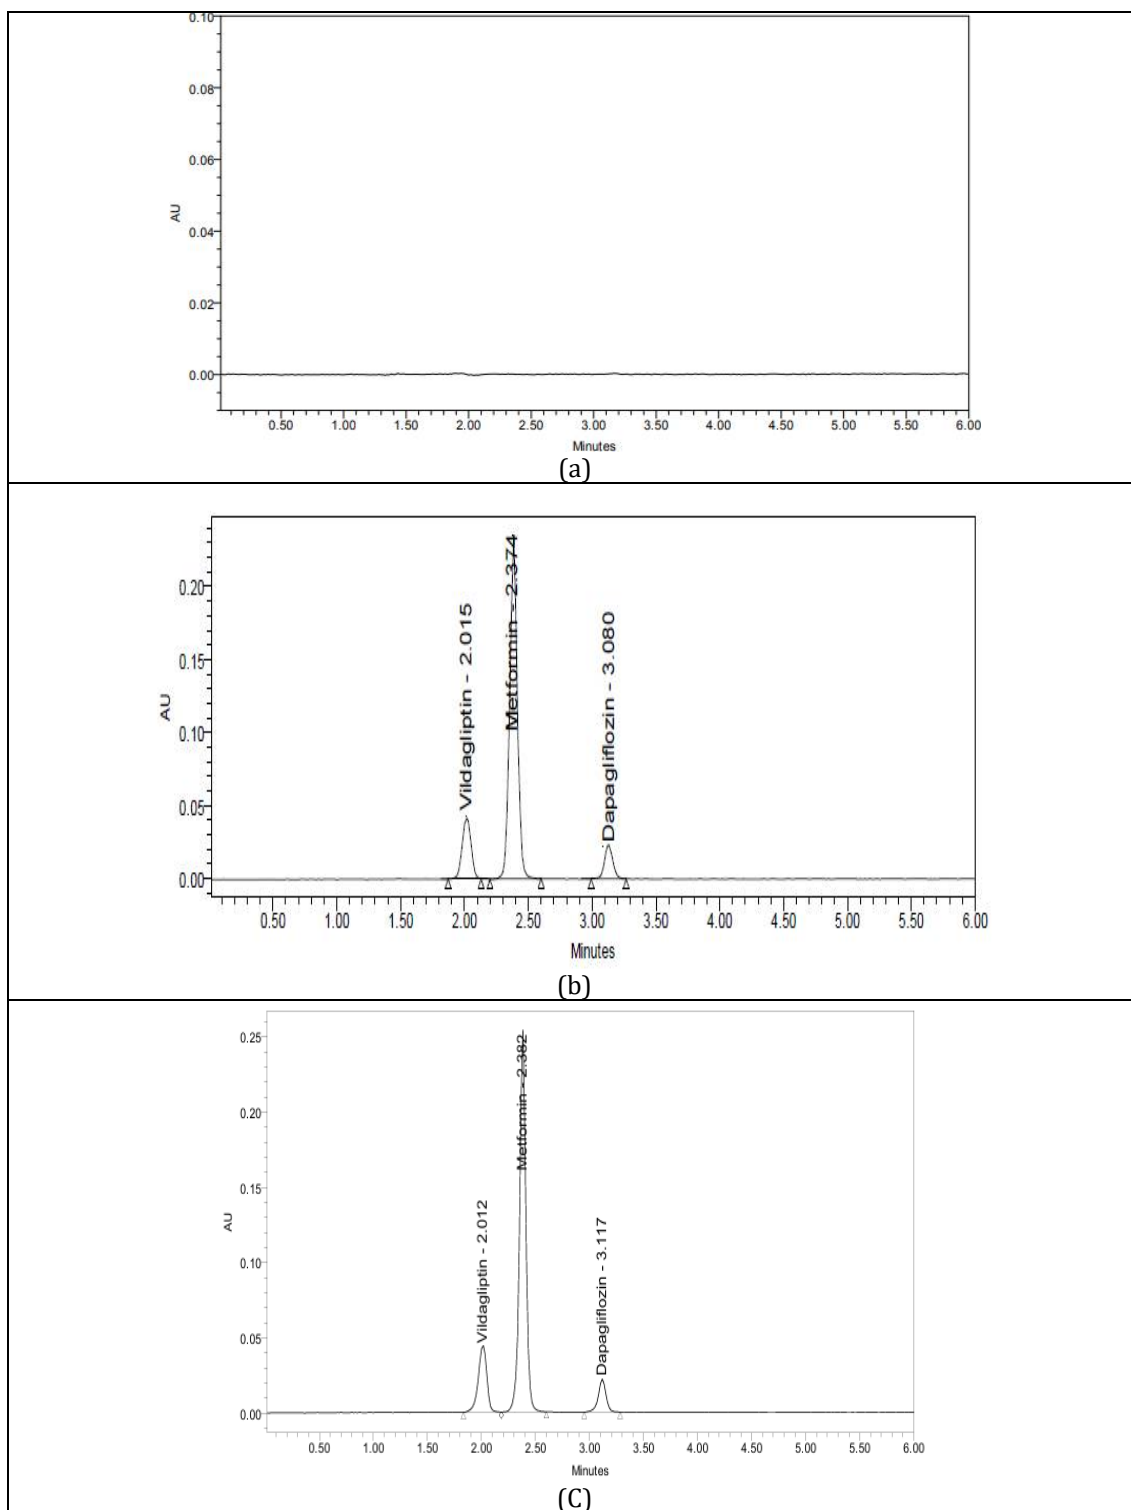 0.10
0.08
0.06
0.04
0.02
0.00
AU
0.50 1.00 1.50 2.00 2.50 3.00 3.50 4.00 4.50 5.00 5.50 6.00
Minutes
(a)
0.20
0.15
0.10
0.05
0.00
AU
Vildagliptin - 2.015
Metformin - 2.374
Dapagliflozin - 3.080
0.50 1.00 1.50 2.00 2.50 3.00 3.50 4.00 4.50 5.00 5.50 6.00
Minutes
(b)
0.25
0.20
0.15
0.10
0.05
0.00
AU
Vildagliptin - 2.012
Metformin - 2.382
Dapagliflozin - 3.117
0.50 1.00 1.50 2.00 2.50 3.00 3.50 4.00 4.50 5.00 5.50 6.00
Minutes
(C)